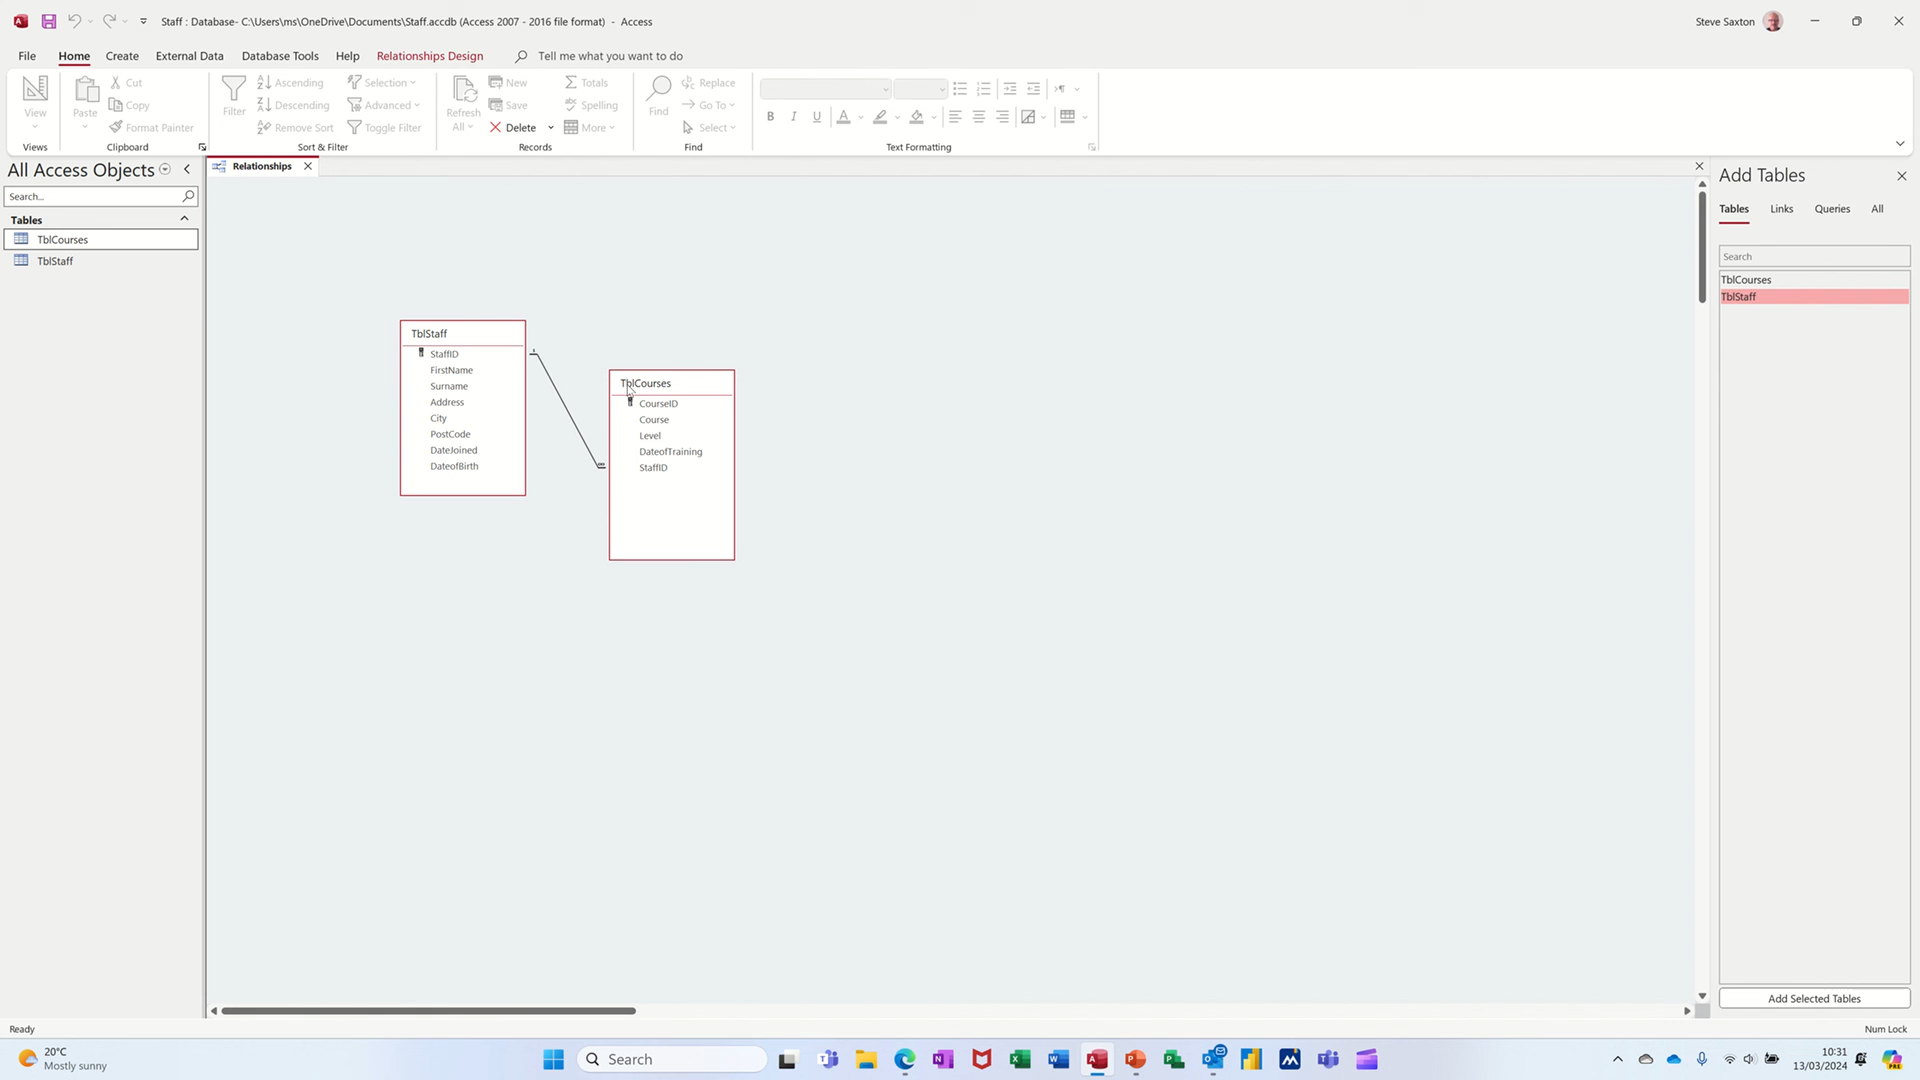 Staff : Database- C:\Users\ms\OneDrive\Documents\Staff.accdb (Access 2007 - 2016 file format) - Access
Steve Saxton
File Home Create External Data Database Tools Help Relationships Design Tell me what you want to do
View
Views
Paste
Cut
Copy
Format Painter
Clipboard
Filter
Ascending
Descending
Remove Sort
Selection
Advanced
Toggle Filter
Sort & Filter
Refresh
All
New
Save
Delete
Totals
Spelling
More
Records
Find
Replace
Go To
Select
Find
B I U A
Text Formatting
All Access Objects
Search...
Tables
TblCourses
TblStaff
Relationships
TblStaff
StaffID
FirstName
Surname
Address
City
PostCode
DateJoined
DateofBirth
1
∞
TblCourses
CourseID
Course
Level
DateofTraining
StaffID
Add Tables
Tables Links Queries All
Search
TblCourses
TblStaff
Add Selected Tables
Ready
Num Lock
20°C
Mostly sunny
Search
10:31
13/03/2024
PRE